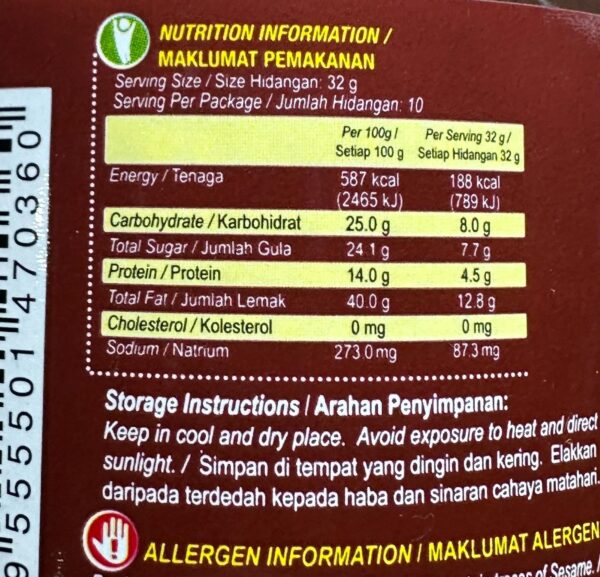 NUTRITION INFORMATION /
MAKLUMAT PEMAKANAN
Serving Size / Size Hidangan: 32 g
Serving Per Package / Jumlah Hidangan: 10
Per 100g / Per Serving 32 g /
Setiap 100 g Setiap Hidangan 32 g
Energy / Tenaga 587 kcal 188 kcal
(2465 kJ) (789 kJ)
Carbohydrate / Karbohidrat 25.0 g 8.0 g
Total Sugar / Jumlah Gula 24.1 g 7.7 g
Protein / Protein 14.0 g 4.5 g
Total Fat / Jumlah Lemak 40.0 g 12.8 g
Cholesterol / Kolesterol 0 mg 0 mg
Sodium / Natrium 273.0 mg 87.3 mg
Storage Instructions / Arahan Penyimpanan:
Keep in cool and dry place. Avoid exposure to heat and direct
sunlight. / Simpan di tempat yang dingin dan kering. Elakkan
daripada terdedah kepada haba dan sinaran cahaya matahari.
ALLERGEN INFORMATION / MAKLUMAT ALERGEN
of Sesame. /
9 555501 470360